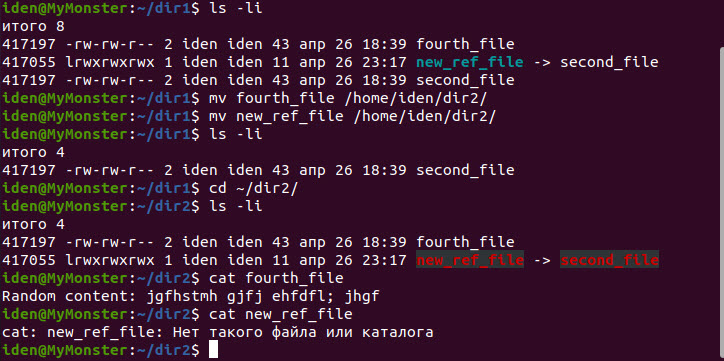 iden@MyMonster:~/dir1$ ls -li
итого 8
417197 -rw-rw-r-- 2 iden iden 43 апр 26 18:39 fourth_file
417055 lrwxrwxrwx 1 iden iden 11 апр 26 23:17 new_ref_file -> second_file
417197 -rw-rw-r-- 2 iden iden 43 апр 26 18:39 second_file
iden@MyMonster:~/dir1$ mv fourth_file /home/iden/dir2/
iden@MyMonster:~/dir1$ mv new_ref_file /home/iden/dir2/
iden@MyMonster:~/dir1$ ls -li
итого 4
417197 -rw-rw-r-- 2 iden iden 43 апр 26 18:39 second_file
iden@MyMonster:~/dir1$ cd ~/dir2/
iden@MyMonster:~/dir2$ ls -li
итого 4
417197 -rw-rw-r-- 2 iden iden 43 апр 26 18:39 fourth_file
417055 lrwxrwxrwx 1 iden iden 11 апр 26 23:17 new_ref_file -> second_file
iden@MyMonster:~/dir2$ cat fourth_file
Random content: jgfhstmh gjfj ehfdfl; jhgf
iden@MyMonster:~/dir2$ cat new_ref_file
cat: new_ref_file: Нет такого файла или каталога
iden@MyMonster:~/dir2$